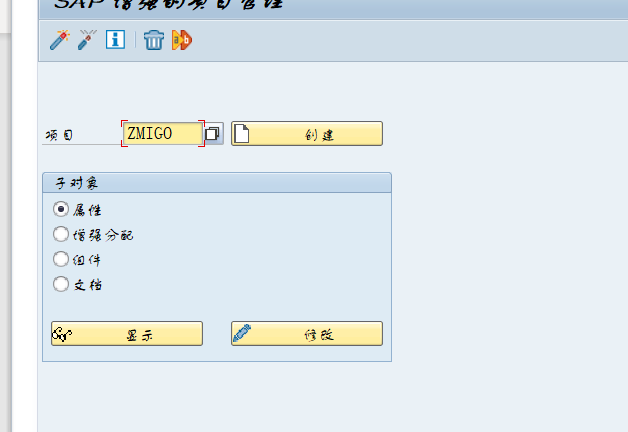 SAP 增强的项目管理
项目 ZMIGO 创建
子对象
属性
增强分配
组件
文档
显示 修改